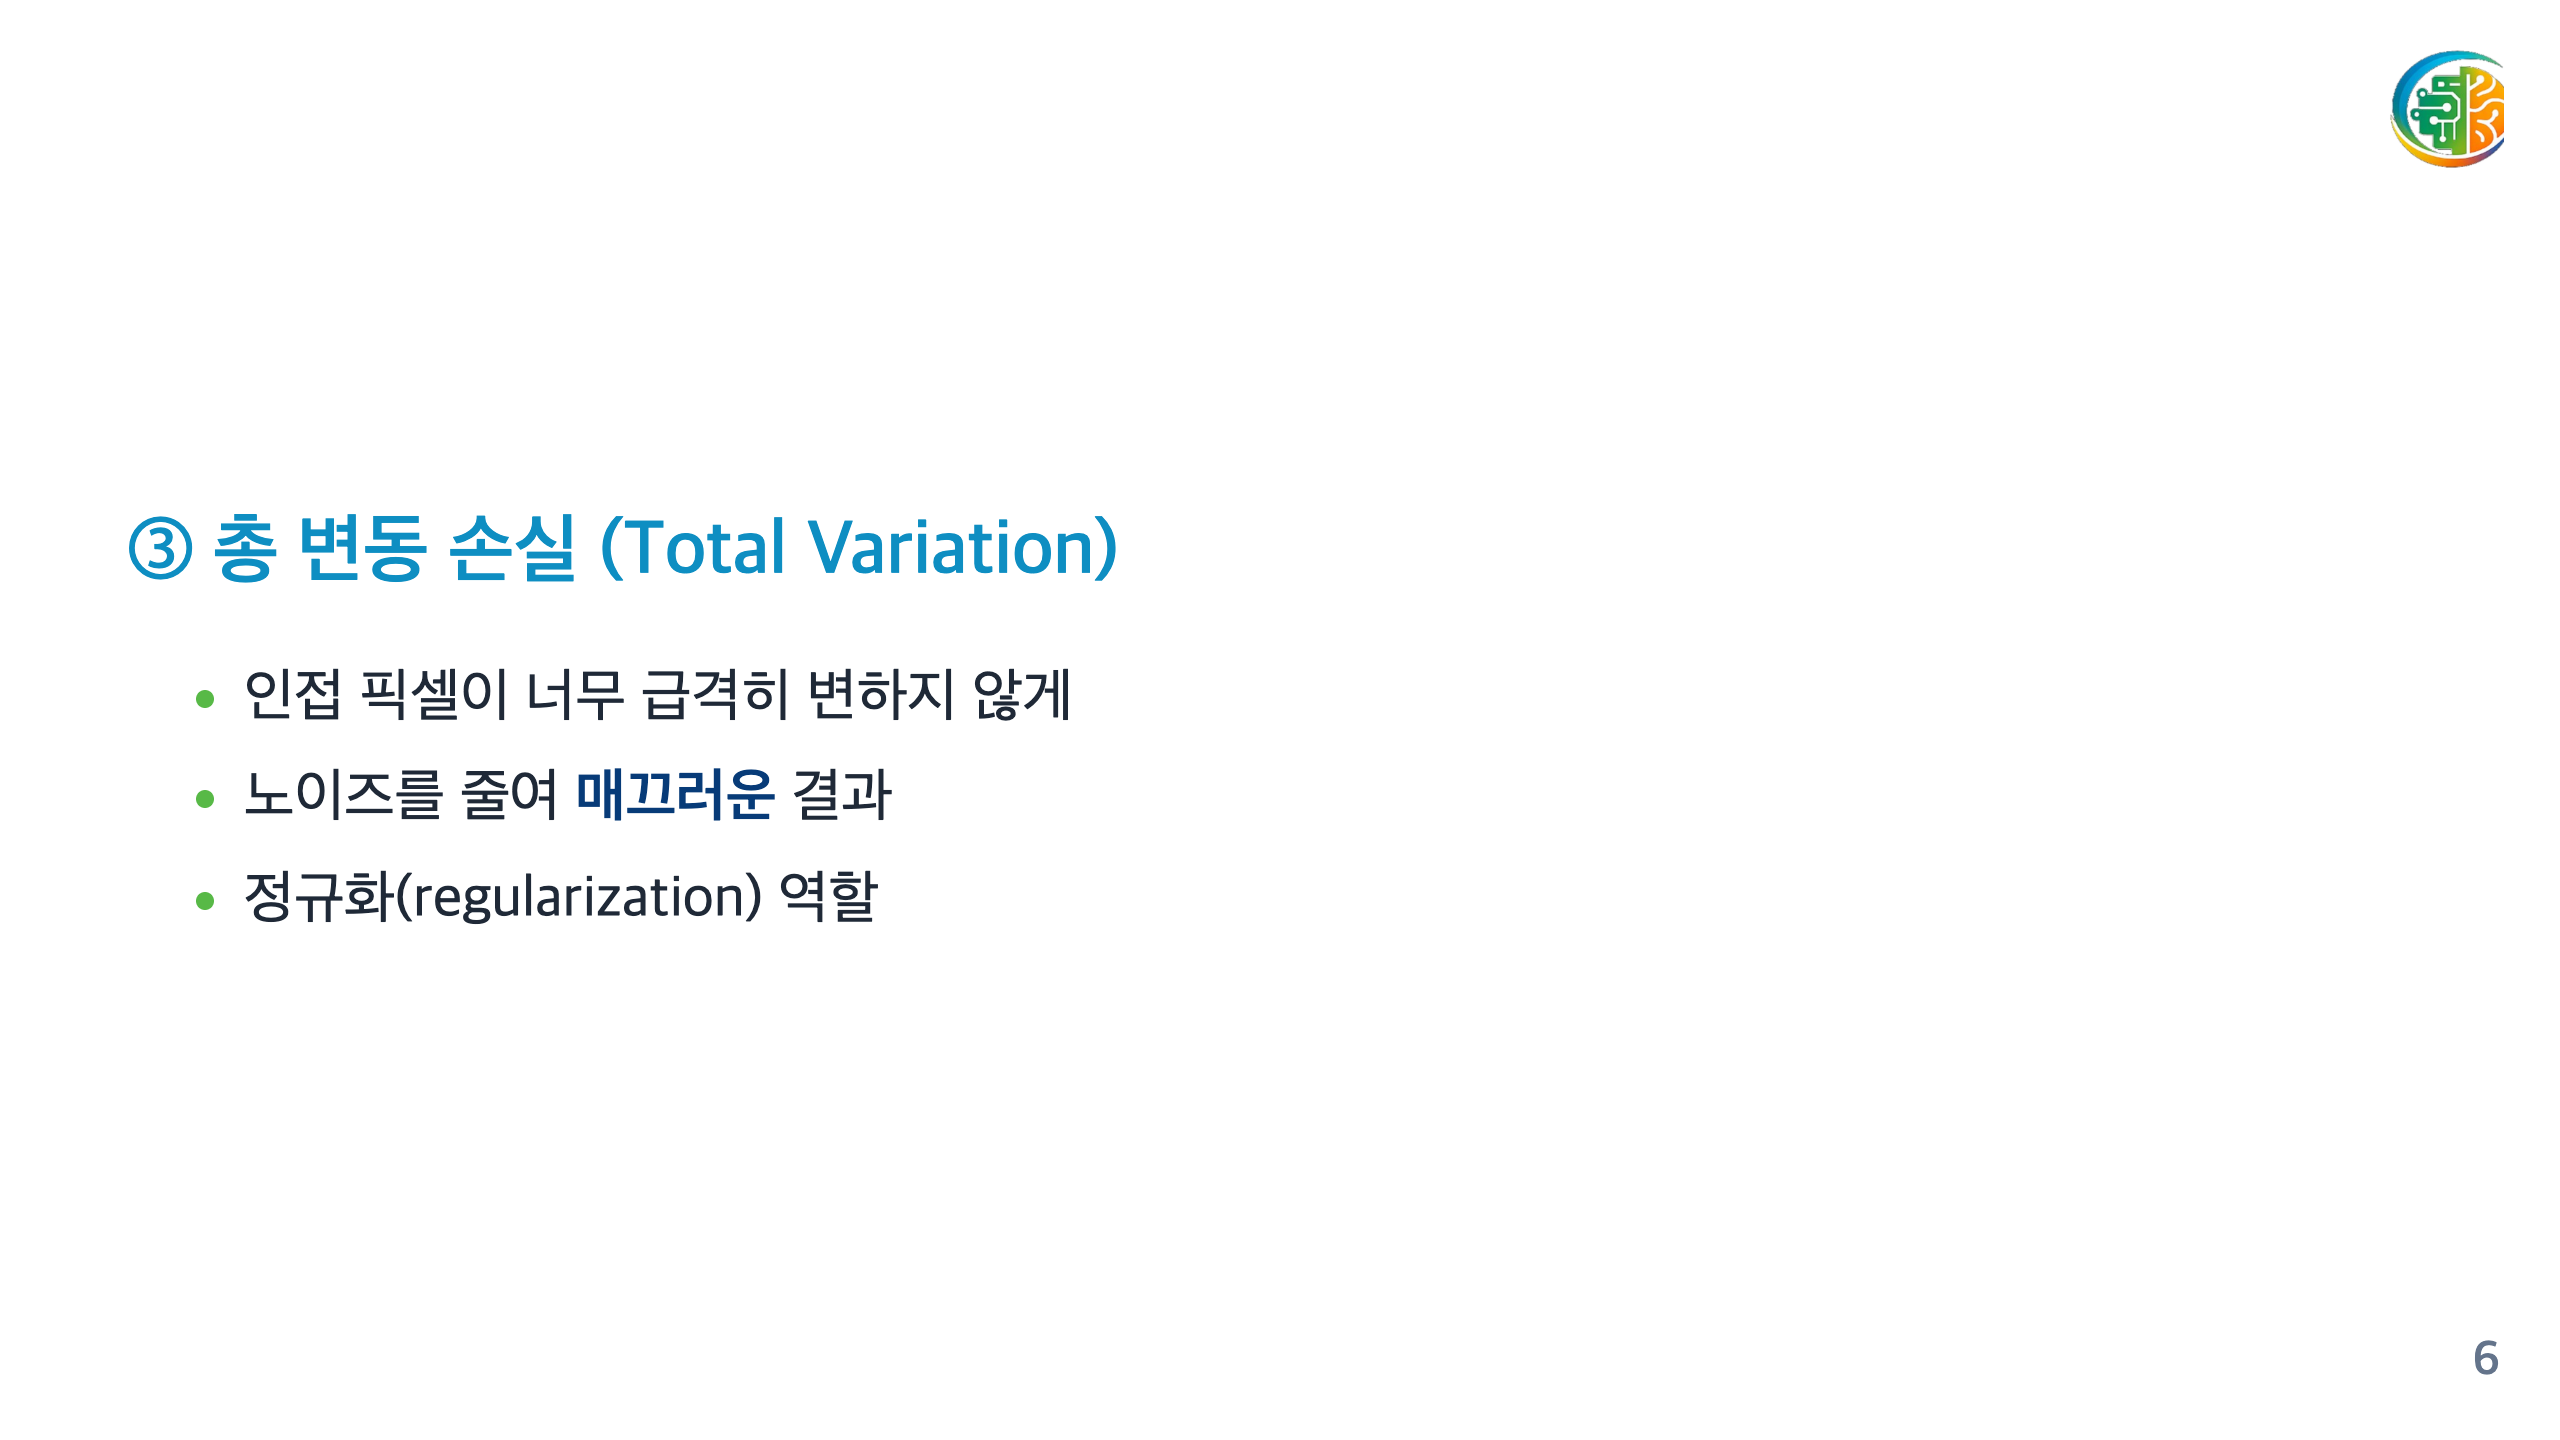 ③ 총 변동 손실 (Total Variation)
• 인접 픽셀이 너무 급격히 변하지 않게
• 노이즈를 줄여 매끄러운 결과
• 정규화(regularization) 역할
6